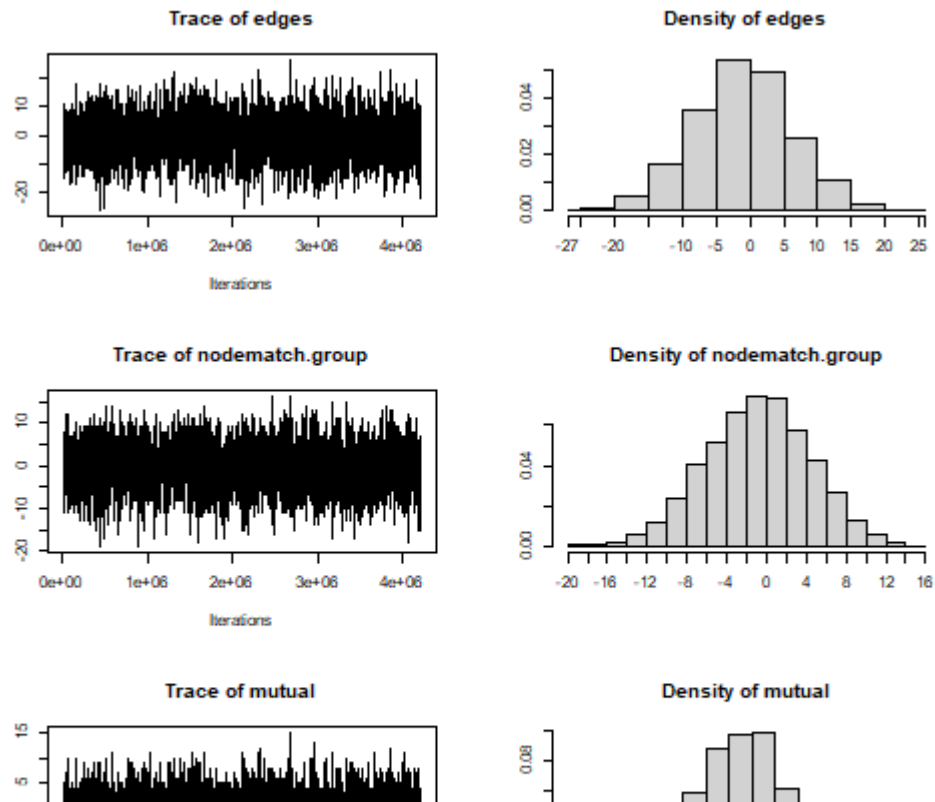 Trace of edges
Density of edges
10
0
-20
0.04
0.02
0.00
0e+00 1e+06 2e+06 3e+06 4e+06
-27 -20 -10 -5 0 5 10 15 20 25
Iterations
Trace of nodematch.group
Density of nodematch.group
10
0
-10
-20
0.04
0.00
0e+00 1e+06 2e+06 3e+06 4e+06
-20 -16 -12 -8 -4 0 4 8 12 16
Iterations
Trace of mutual
Density of mutual
15
5
0.08